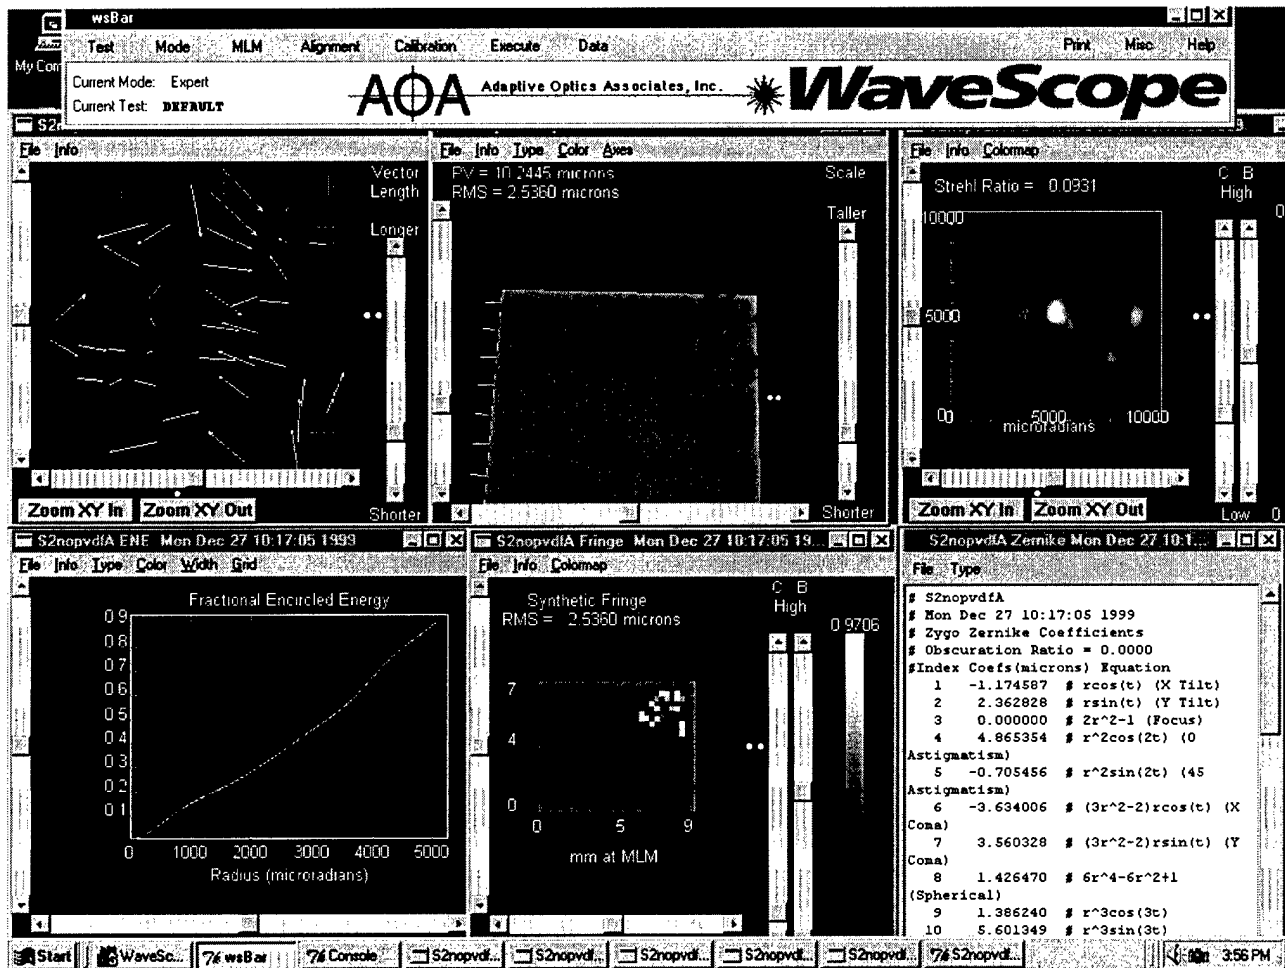 wsBar
Test Mode MLM Alignment Calibration Execute Data Print Misc Help
My Com
Current Mode: Expert
Current Test: DEFAULT
AOA Adaptive Optics Associates, Inc. WaveScope
File Info
Vector
Length
Longer
Zoom XY In Zoom XY Out
Shorter
File Info Type Color Axes
PV = 10.2445 microns
RMS = 2.5360 microns
Scale
Taller
Shorter
File Info Colormap
Strehl Ratio = 0.0931
C B
High
0
10000
5000
0
0 5000 10000
microradians
Zoom XY In Zoom XY Out
Low 0
S2nopvdfA ENE Mon Dec 27 10:17:05 1999
File Info Type Color Width Grid
Fractional Encircled Energy
0.9
0.8
0.7
0.6
0.5
0.4
0.3
0.2
0.1
0 1000 2000 3000 4000 5000
Radius (microradians)
S2nopvdfA Fringe Mon Dec 27 10:17:05 19...
File Info Colormap
Synthetic Fringe
RMS = 2.5360 microns
C B
High
0.9706
7
4
0
0 5 9
mm at MLM
S2nopvdfA Zernike Mon Dec 27 10:1...
File Type
# S2nopvdfA
# Mon Dec 27 10:17:05 1999
# Zygo Zernike Coefficients
# Obscuration Ratio = 0.0000
#Index Coefs(microns) Equation
1 -1.174587 # rcos(t) (X Tilt)
2 2.362828 # rsin(t) (Y Tilt)
3 0.000000 # 2r^2-1 (Focus)
4 4.865354 # r^2cos(2t) (0
Astigmatism)
5 -0.705456 # r^2sin(2t) (45
Astigmatism)
6 -3.634006 # (3r^2-2)rcos(t) (X
Coma)
7 3.560328 # (3r^2-2)rsin(t) (Y
Coma)
8 1.426470 # 6r^4-6r^2+1
(Spherical)
9 1.386240 # r^3cos(3t)
10 5.601349 # r^3sin(3t)
Start WaveSc... wsBar Console S2nopvdf... S2nopvdf... S2nopvdf... S2nopvdf... S2nopvdf... S2nopvdf... 3:56 PM